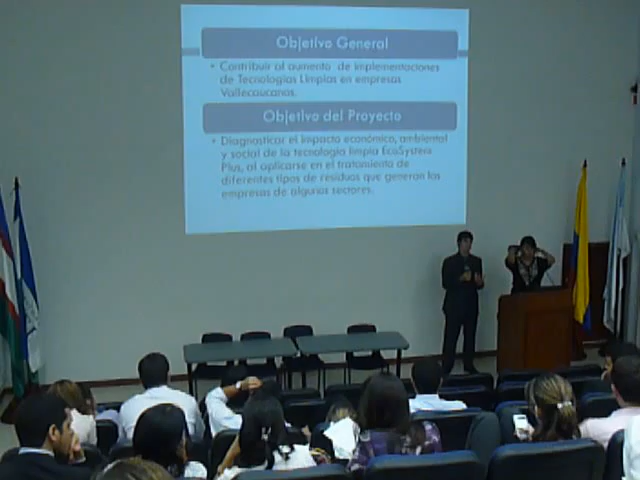 Objetivo General
• Contribuir al aumento de implementaciones
de Tecnologías Limpias en empresas
Vallecaucanas.
Objetivo del Proyecto
• Diagnosticar el impacto económico, ambiental
y social de la tecnología limpia EcoSystem
Plus, al aplicarse en el tratamiento de
diferentes tipos de residuos que generan las
empresas de algunos sectores.